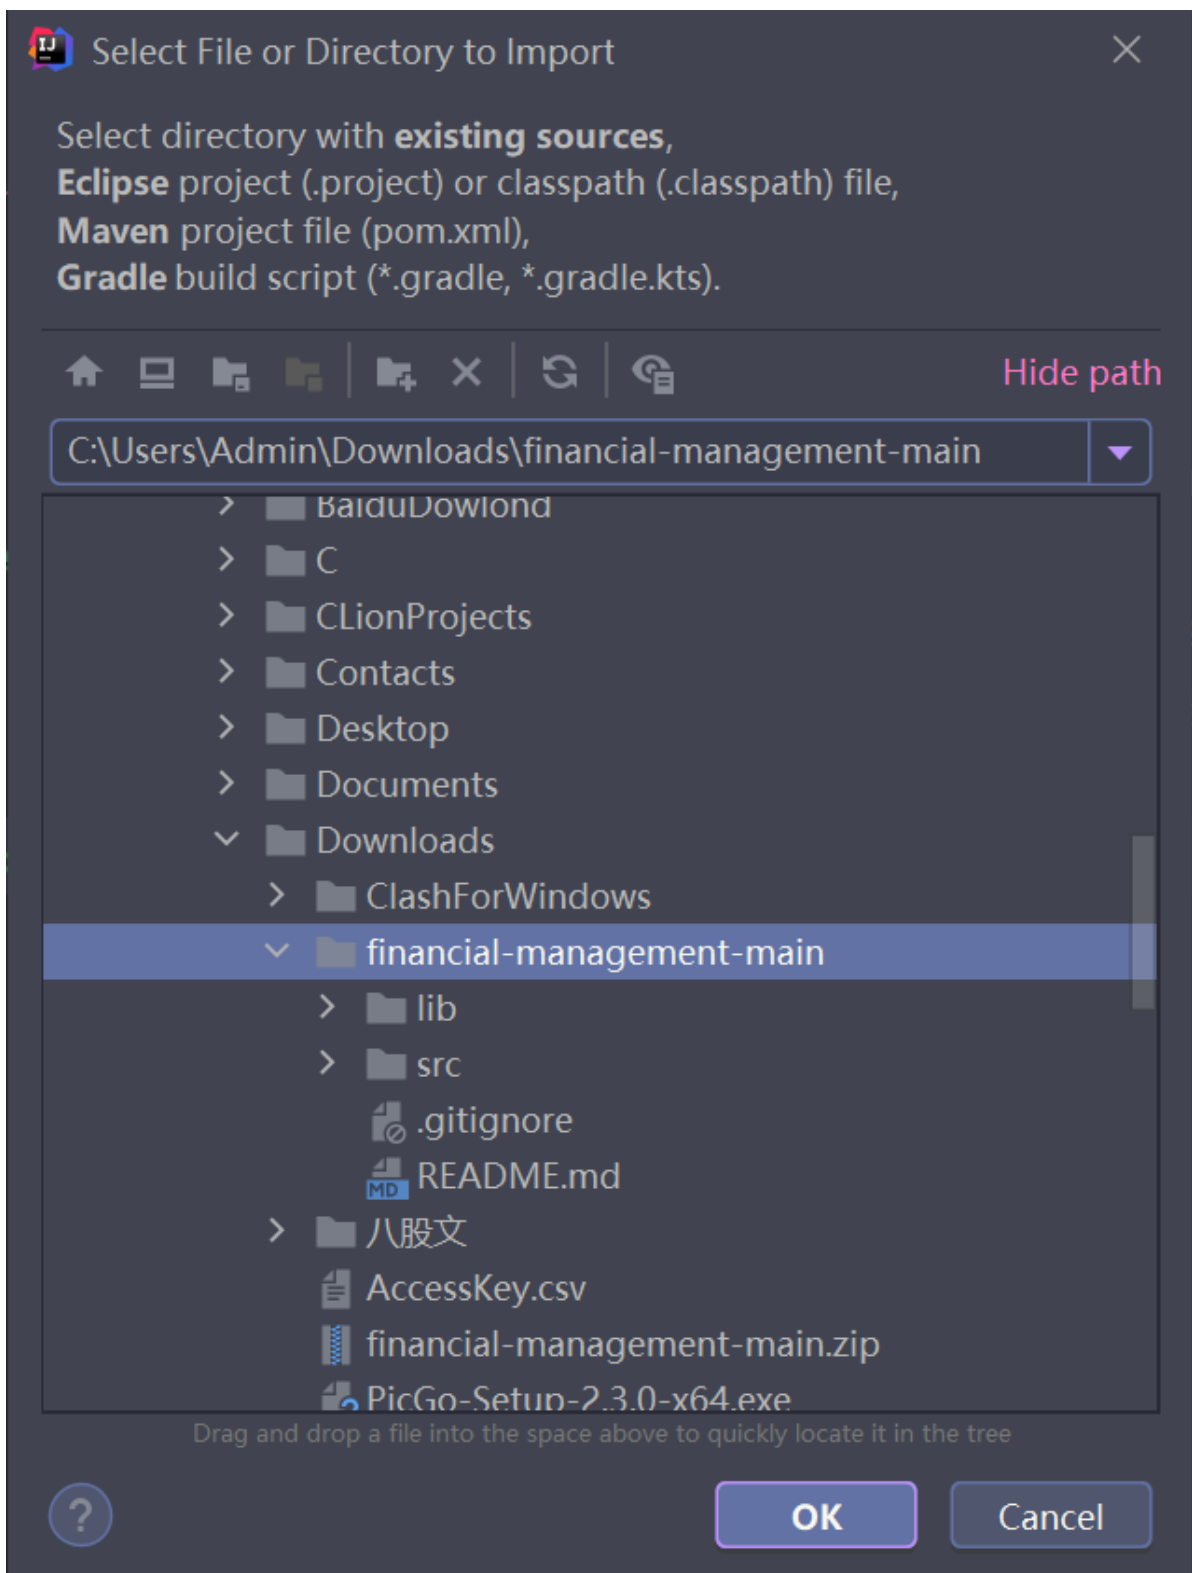 Select File or Directory to Import
Select directory with existing sources,
Eclipse project (.project) or classpath (.classpath) file,
Maven project file (pom.xml),
Gradle build script (*.gradle, *.gradle.kts).
Hide path
C:\Users\Admin\Downloads\financial-management-main
BaiduDowlond
C
CLionProjects
Contacts
Desktop
Documents
Downloads
ClashForWindows
financial-management-main
lib
src
.gitignore
README.md
八股文
AccessKey.csv
financial-management-main.zip
PicGo-Setup-2.3.0-x64.exe
Drag and drop a file into the space above to quickly locate it in the tree
? OK Cancel